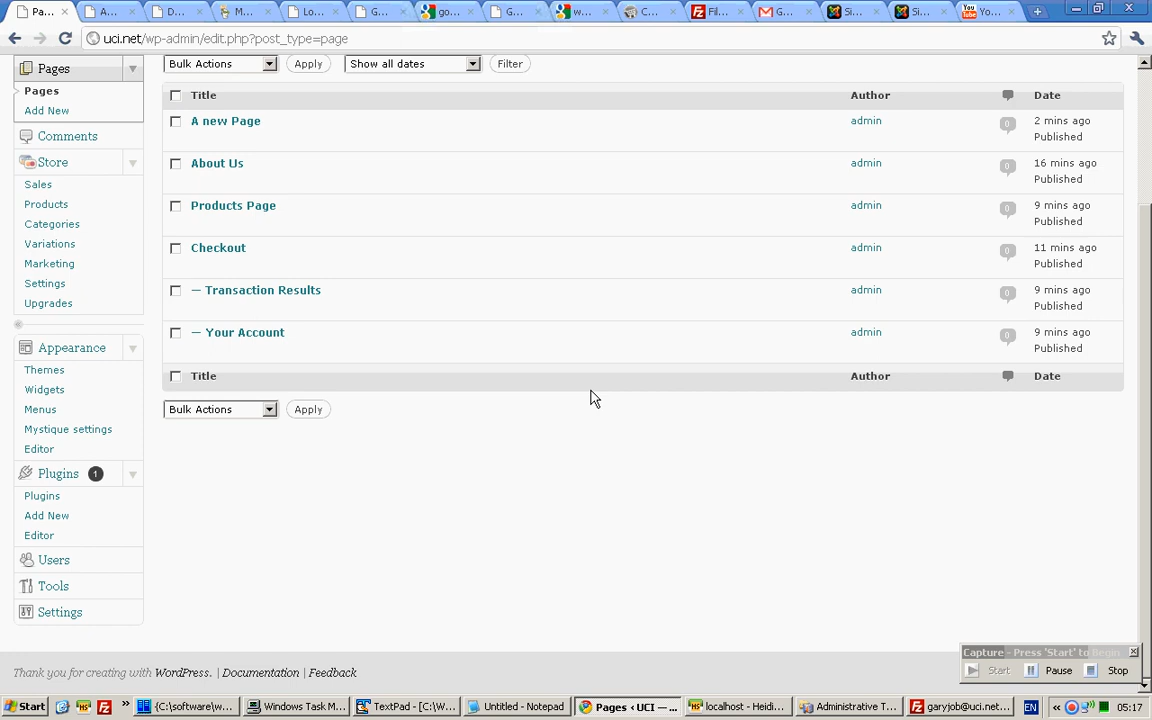 Pa...
A...
D...
M...
Lo...
G...
go...
G...
w...
C...
Fil...
G...
Si...
Si...
Yo...
uci.net/wp-admin/edit.php?post_type=page
Pages
Pages
Add New
Comments
Store
Sales
Products
Categories
Variations
Marketing
Settings
Upgrades
Appearance
Themes
Widgets
Menus
Mystique settings
Editor
Plugins 1
Plugins
Add New
Editor
Users
Tools
Settings
Bulk Actions Apply Show all dates Filter
Title Author Date
A new Page admin 0 2 mins ago
Published
About Us admin 0 16 mins ago
Published
Products Page admin 0 9 mins ago
Published
Checkout admin 0 11 mins ago
Published
— Transaction Results admin 0 9 mins ago
Published
— Your Account admin 0 9 mins ago
Published
Title Author Date
Bulk Actions Apply
Thank you for creating with WordPress. | Documentation | Feedback
Capture - Press 'Start' to Begin
Start Pause Stop
Start » {C:\software\w... Windows Task M... TextPad - [C:\W... Untitled - Notepad Pages ‹ UCI — ... localhost - Heidi... Administrative T... garyjob@uci.net... EN « 05:17